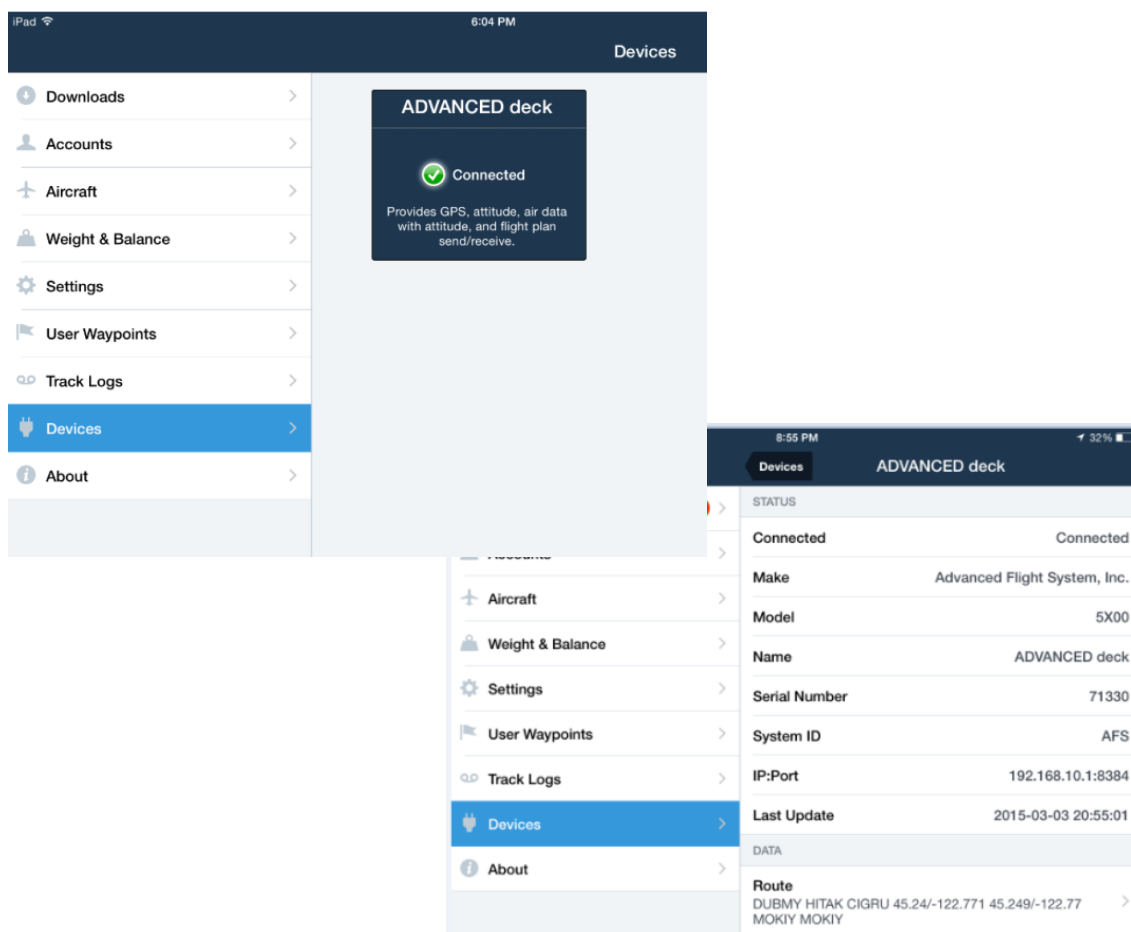 iPad 6:04 PM
Devices
Downloads
Accounts
Aircraft
Weight & Balance
Settings
User Waypoints
Track Logs
Devices
About
ADVANCED deck
Connected
Provides GPS, attitude, air data
with attitude, and flight plan
send/receive.
8:55 PM 32%
Devices ADVANCED deck
Aircraft
Weight & Balance
Settings
User Waypoints
Track Logs
Devices
About
STATUS
Connected Connected
Make Advanced Flight System, Inc.
Model 5X00
Name ADVANCED deck
Serial Number 71330
System ID AFS
IP:Port 192.168.10.1:8384
Last Update 2015-03-03 20:55:01
DATA
Route
DUBMY HITAK CIGRU 45.24/-122.771 45.249/-122.77
MOKIY MOKIY